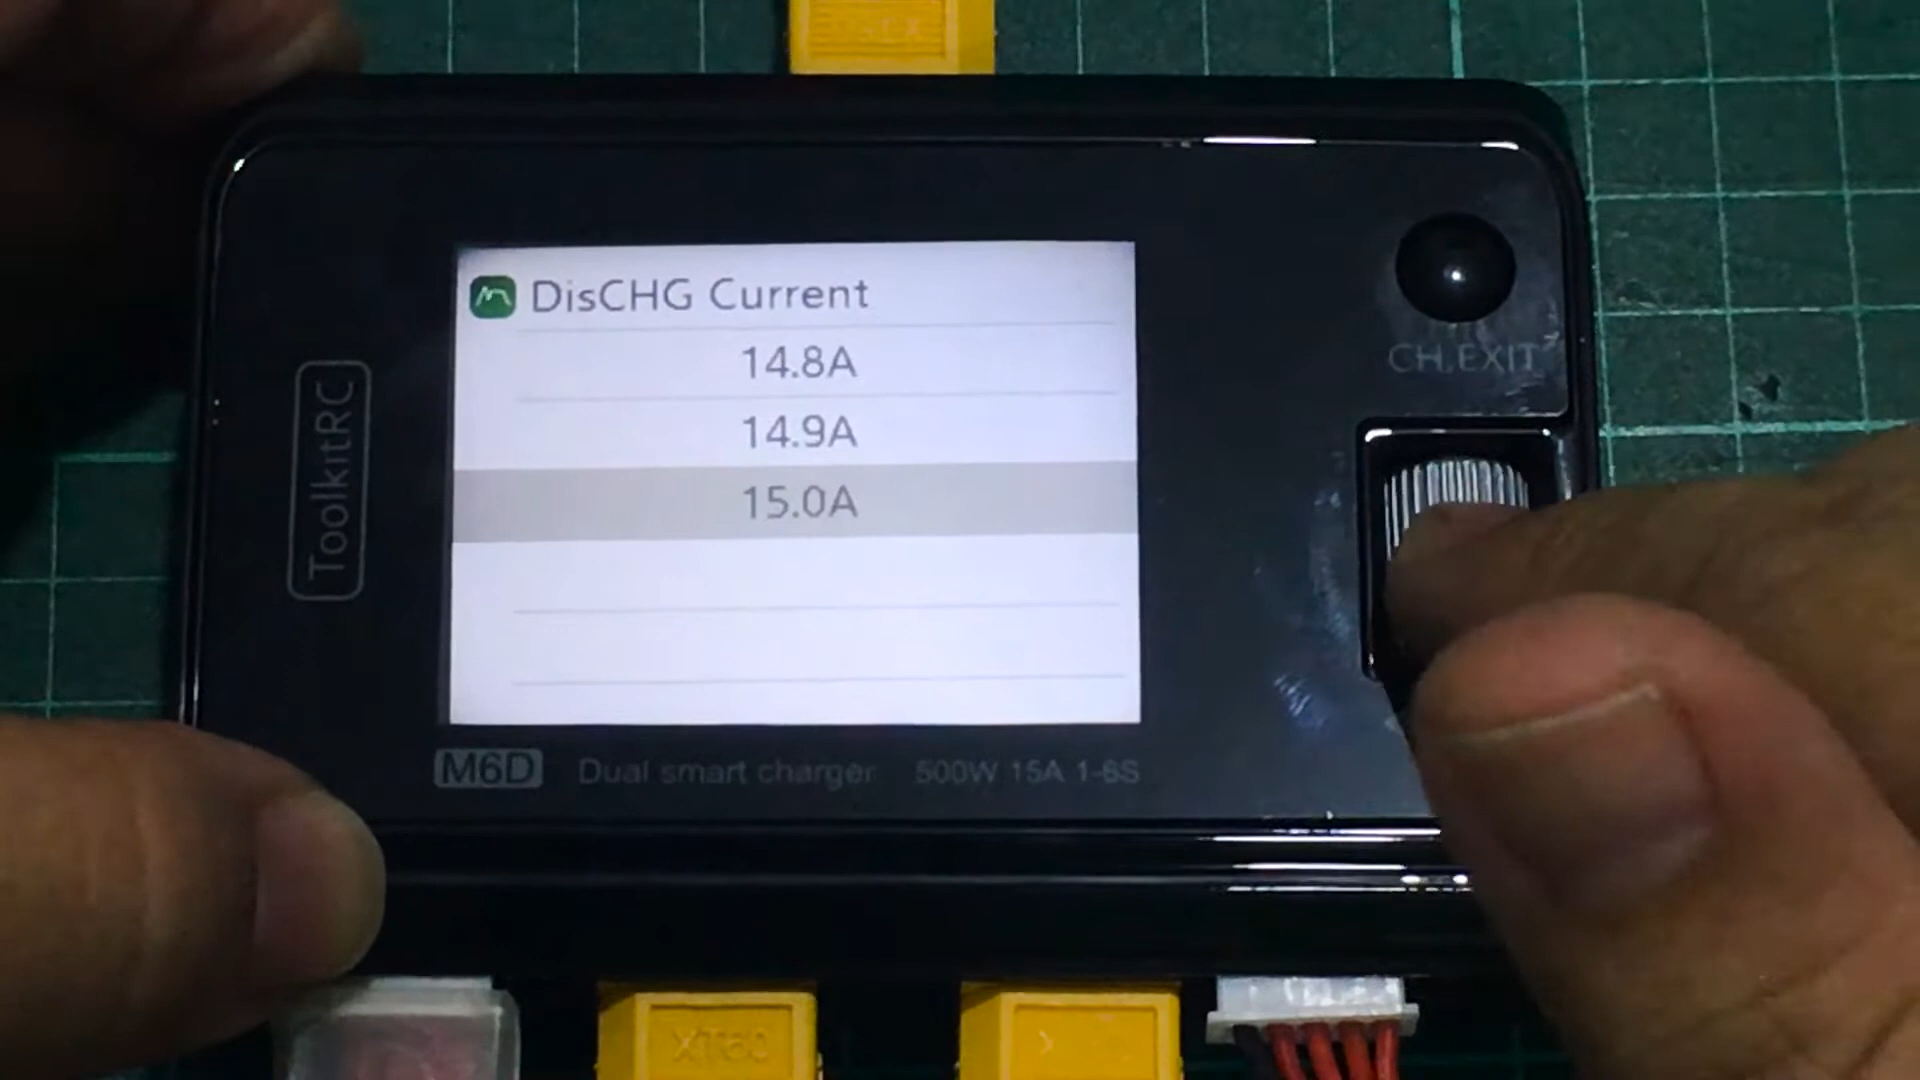 DisCHG Current
14.8A
14.9A
15.0A
CH.EXIT
ToolkitRC
M6D Dual smart charger 500W 15A 1-6S
XT60